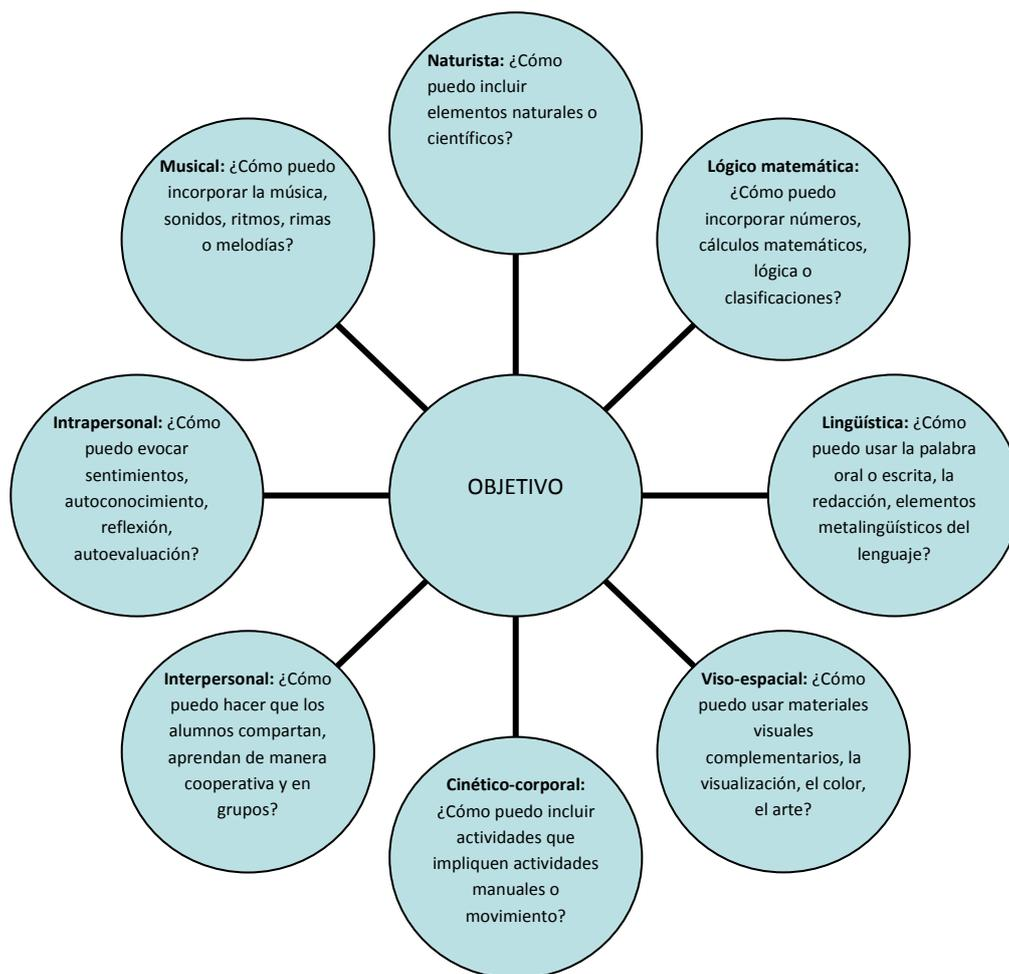 Naturista: ¿Cómo
puedo incluir
elementos naturales o
científicos?
Musical: ¿Cómo puedo
incorporar la música,
sonidos, ritmos, rimas
o melodías?
Lógico matemática:
¿Cómo puedo
incorporar números,
cálculos matemáticos,
lógica o
clasificaciones?
Intrapersonal: ¿Cómo
puedo evocar
sentimientos,
autoconocimiento,
reflexión,
autoevaluación?
OBJETIVO
Lingüística: ¿Cómo
puedo usar la palabra
oral o escrita, la
redacción, elementos
metalingüísticos del
lenguaje?
Interpersonal: ¿Cómo
puedo hacer que los
alumnos compartan,
aprendan de manera
cooperativa y en
grupos?
Viso-espacial: ¿Cómo
puedo usar materiales
visuales
complementarios, la
visualización, el color,
el arte?
Cinético-corporal:
¿Cómo puedo incluir
actividades que
impliquen actividades
manuales o
movimiento?